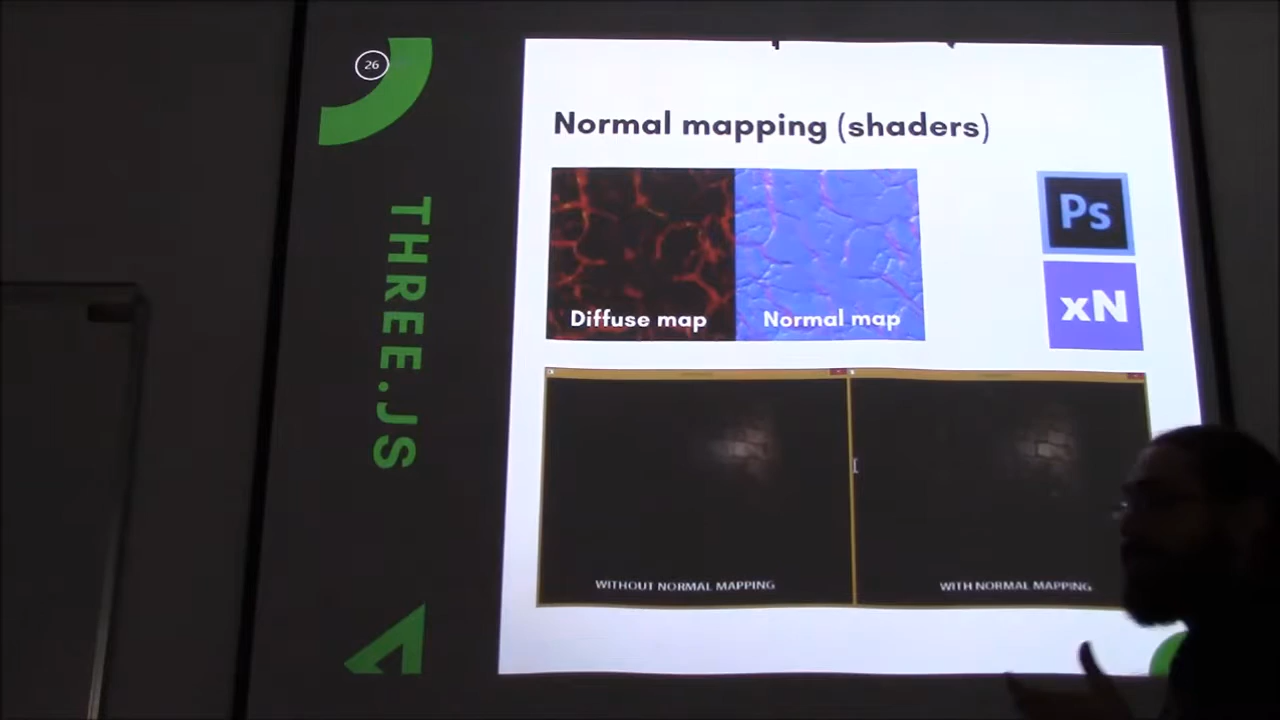 26
THREE.JS
Normal mapping (shaders)
Diffuse map
Normal map
Ps
xN
WITHOUT NORMAL MAPPING
WITH NORMAL MAPPING